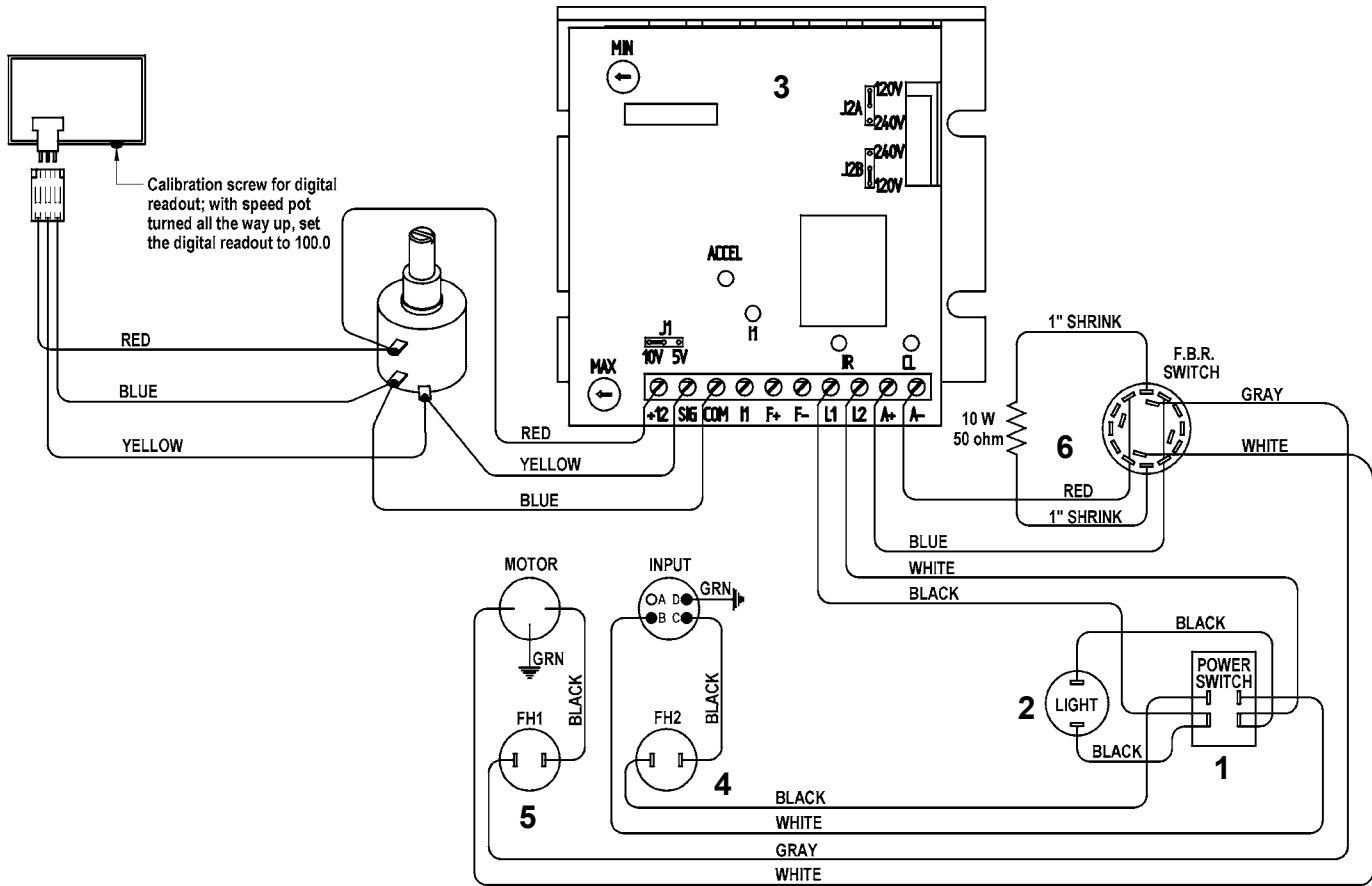 MIN
3
120V
J2A
240V
240V
J2B
120V
Calibration screw for digital
readout; with speed pot
turned all the way up, set
the digital readout to 100.0
ACCEL
I1
J1
10V 5V
IR
CL
MAX
+12 SIG COM I1 F+ F- L1 L2 A+ A-
RED
BLUE
YELLOW
RED
YELLOW
BLUE
1" SHRINK
F.B.R.
SWITCH
GRAY
10 W
50 ohm
6
WHITE
RED
1" SHRINK
BLUE
WHITE
BLACK
MOTOR
GRN
BLACK
INPUT
A D
B C
GRN
BLACK
FH1
5
FH2
4
BLACK
2
LIGHT
POWER
SWITCH
BLACK
1
BLACK
WHITE
GRAY
WHITE